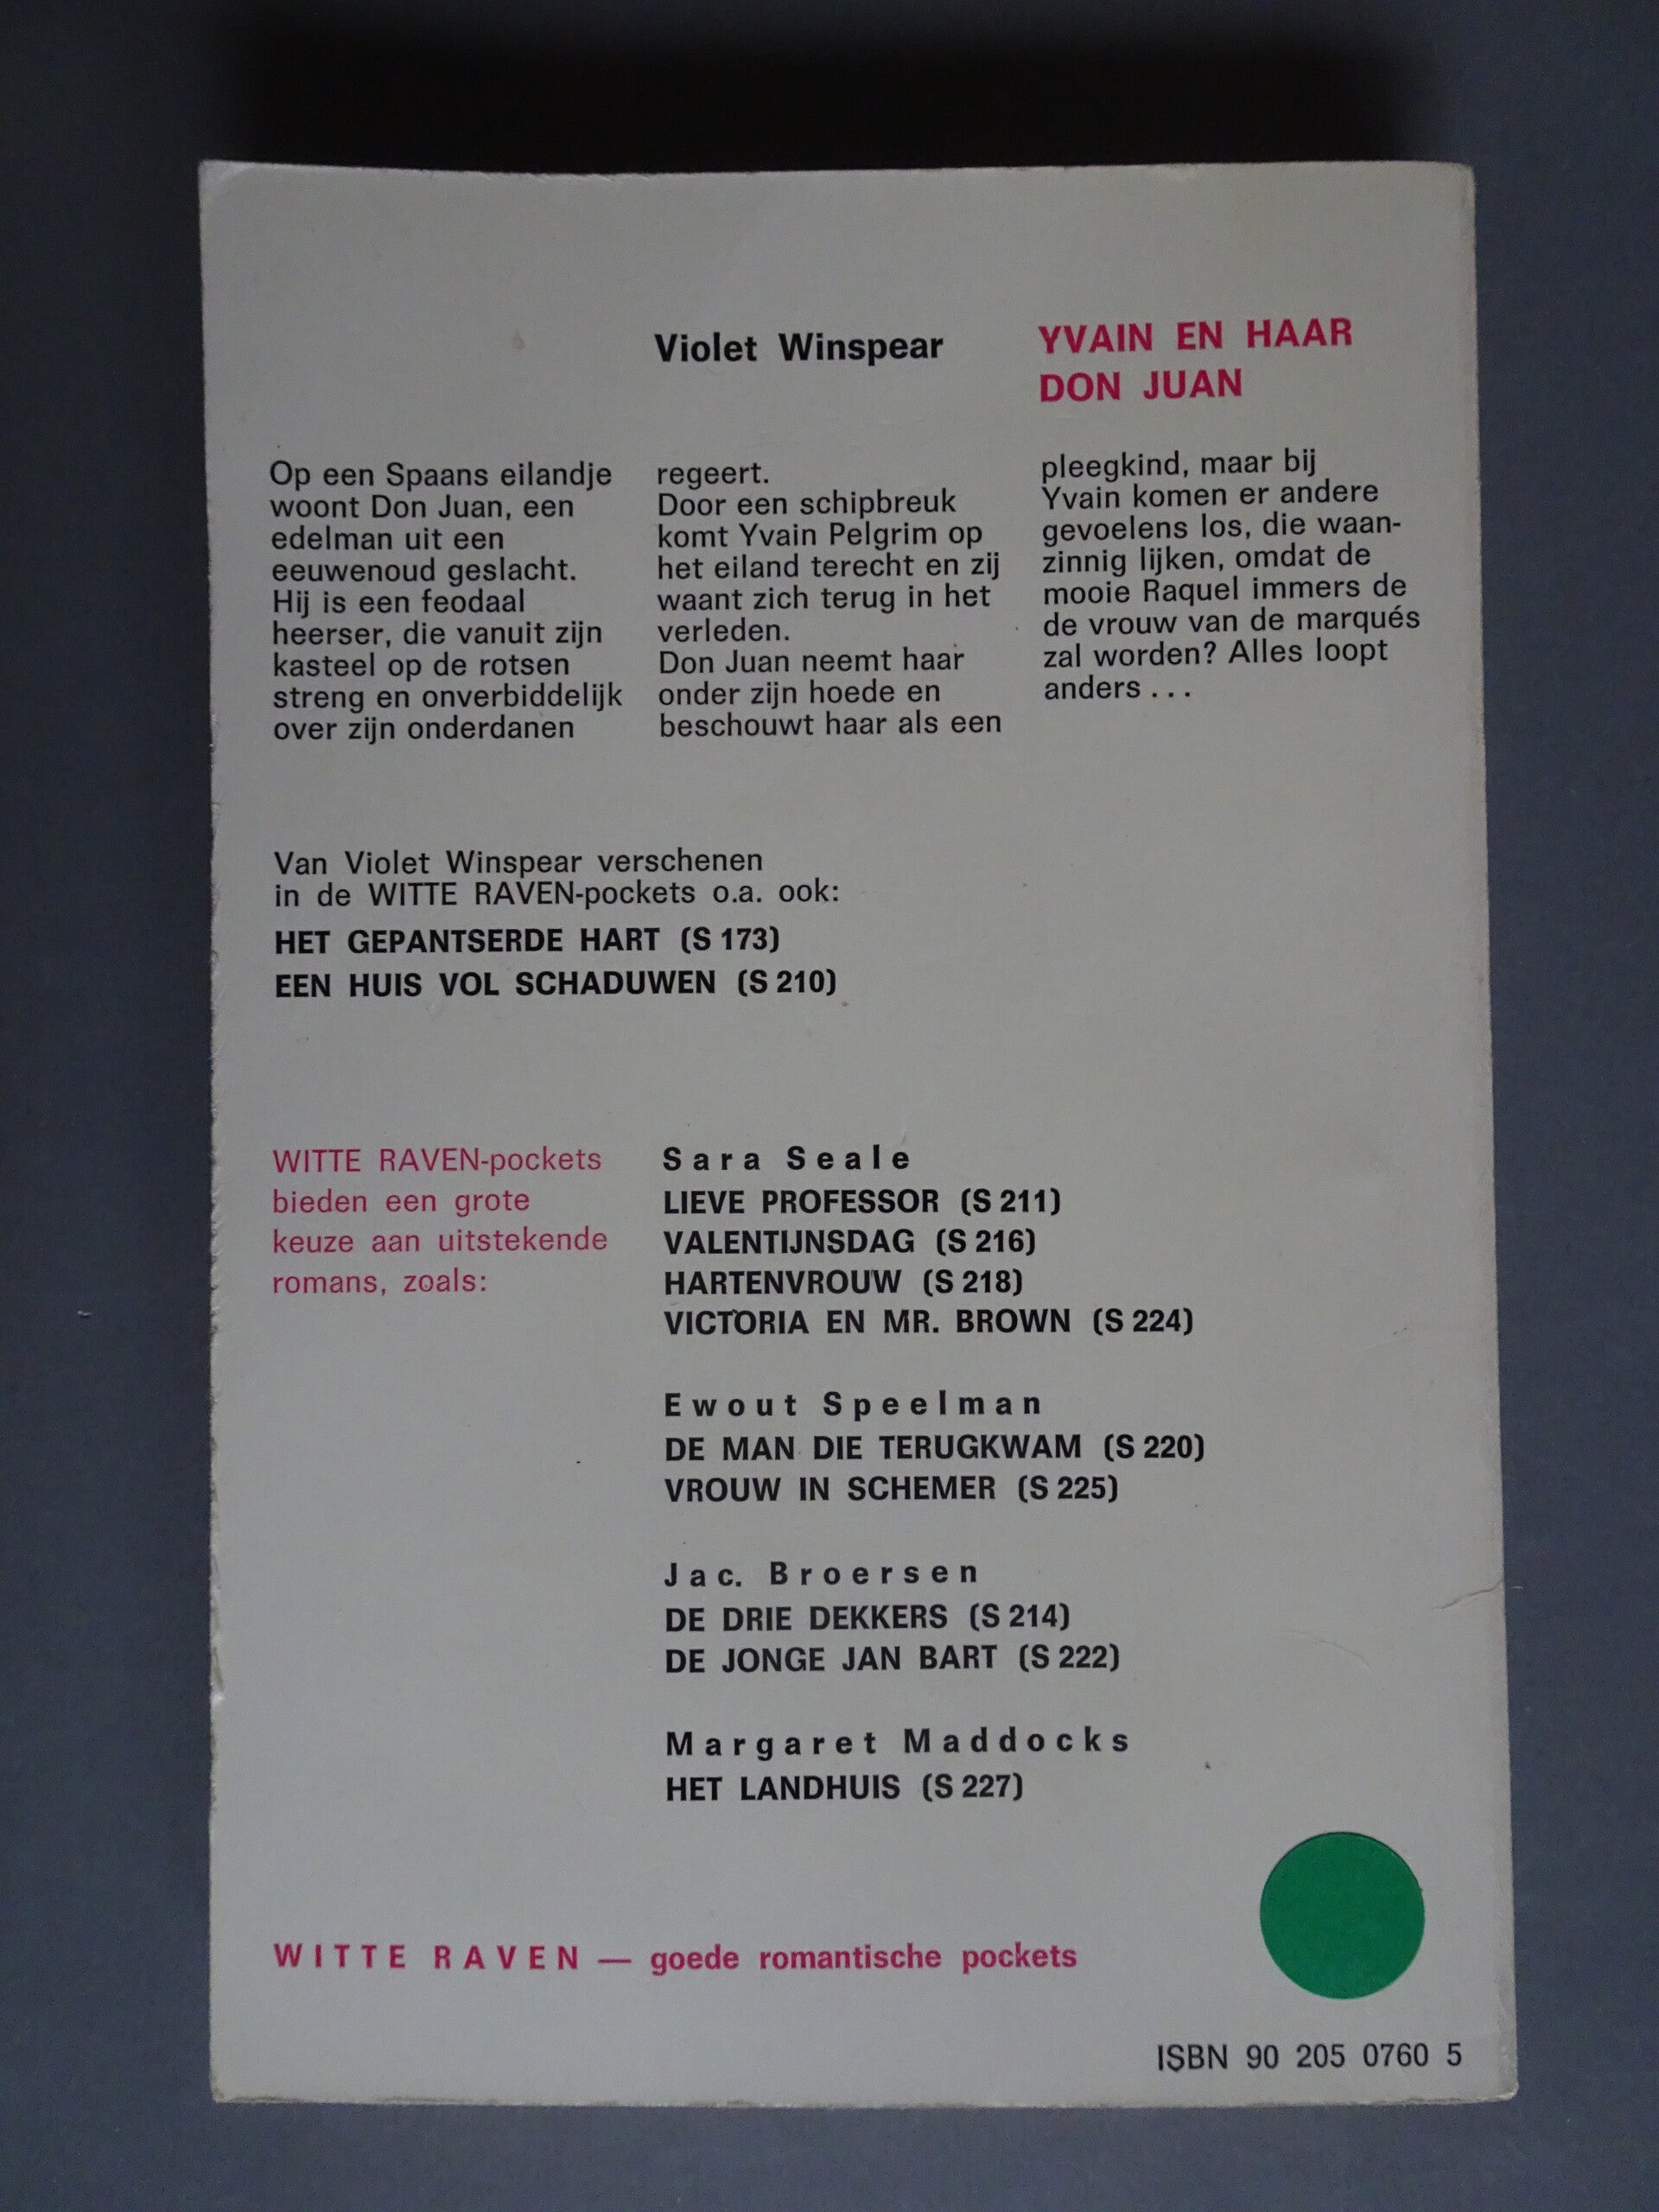 Violet Winspear
YVAIN EN HAAR
DON JUAN
Op een Spaans eilandje
woont Don Juan, een
edelman uit een
eeuwenoud geslacht.
Hij is een feodaal
heerser, die vanuit zijn
kasteel op de rotsen
streng en onverbiddelijk
over zijn onderdanen
regeert.
Door een schipbreuk
komt Yvain Pelgrim op
het eiland terecht en zij
waant zich terug in het
verleden.
Don Juan neemt haar
onder zijn hoede en
beschouwt haar als een
pleegkind, maar bij
Yvain komen er andere
gevoelens los, die waan-
zinnig lijken, omdat de
mooie Raquel immers de
de vrouw van de marqués
zal worden? Alles loopt
anders . . .
Van Violet Winspear verschenen
in de WITTE RAVEN-pockets o.a. ook:
HET GEPANTSERDE HART (S 173)
EEN HUIS VOL SCHADUWEN (S 210)
WITTE RAVEN-pockets
bieden een grote
keuze aan uitstekende
romans, zoals:
Sara Seale
LIEVE PROFESSOR (S 211)
VALENTIJNSDAG (S 216)
HARTENVROUW (S 218)
VICTORIA EN MR. BROWN (S 224)
Ewout Speelman
DE MAN DIE TERUGKWAM (S 220)
VROUW IN SCHEMER (S 225)
Jac. Broersen
DE DRIE DEKKERS (S 214)
DE JONGE JAN BART (S 222)
Margaret Maddocks
HET LANDHUIS (S 227)
WITTE RAVEN — goede romantische pockets
ISBN 90 205 0760 5